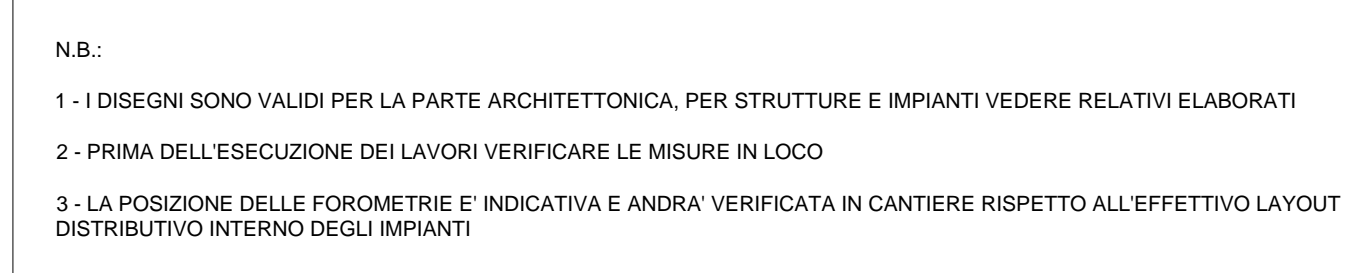 N.B.:
1 - I DISEGNI SONO VALIDI PER LA PARTE ARCHITETTONICA, PER STRUTTURE E IMPIANTI VEDERE RELATIVI ELABORATI
2 - PRIMA DELL'ESECUZIONE DEI LAVORI VERIFICARE LE MISURE IN LOCO
3 - LA POSIZIONE DELLE FOROMETRIE E' INDICATIVA E ANDRA' VERIFICATA IN CANTIERE RISPETTO ALL'EFFETTIVO LAYOUT
DISTRIBUTIVO INTERNO DEGLI IMPIANTI